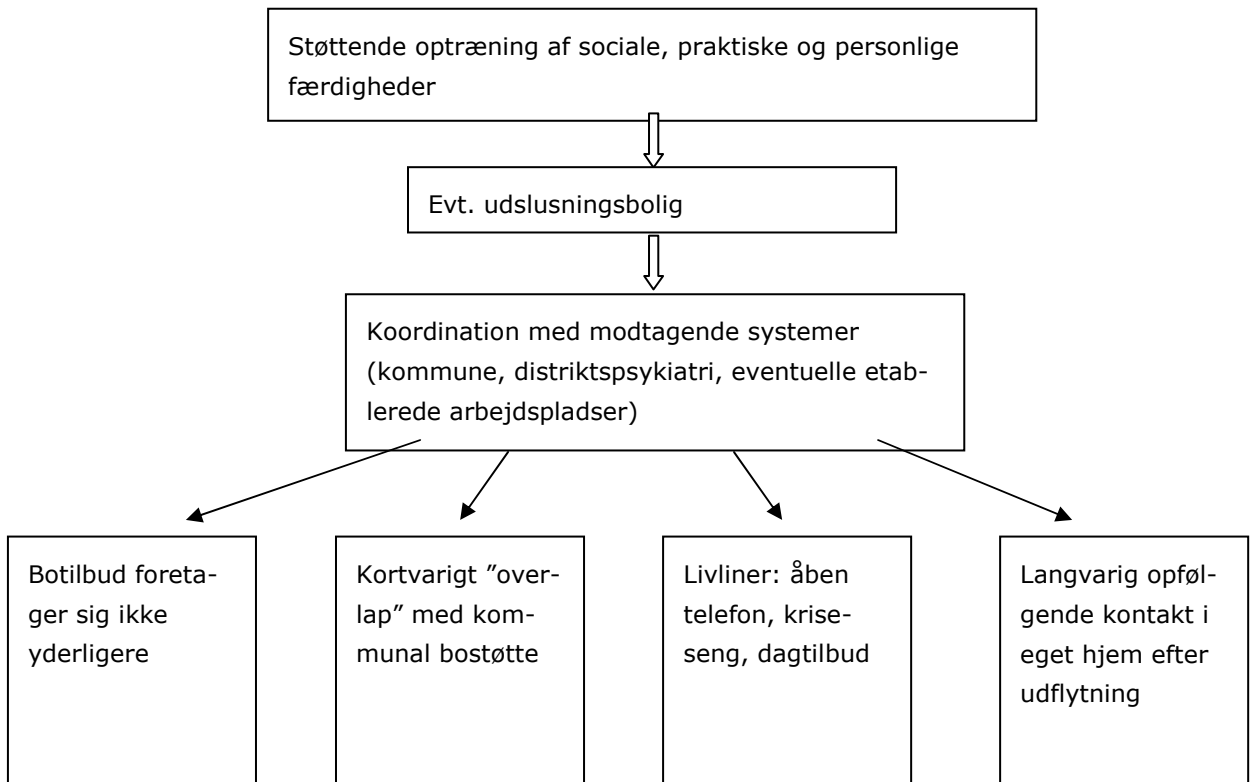 Støttende optræning af sociale, praktiske og personlige
færdigheder
Evt. udslusningsbolig
Koordination med modtagende systemer
(kommune, distriktspsykiatri, eventuelle etab-
lerede arbejdspladser)
Botilbud foreta-
ger sig ikke
yderligere
Kortvarigt ”over-
lap” med kom-
munal bostøtte
Livliner: åben
telefon, krise-
seng, dagtilbud
Langvarig opføl-
gende kontakt i
eget hjem efter
udflytning